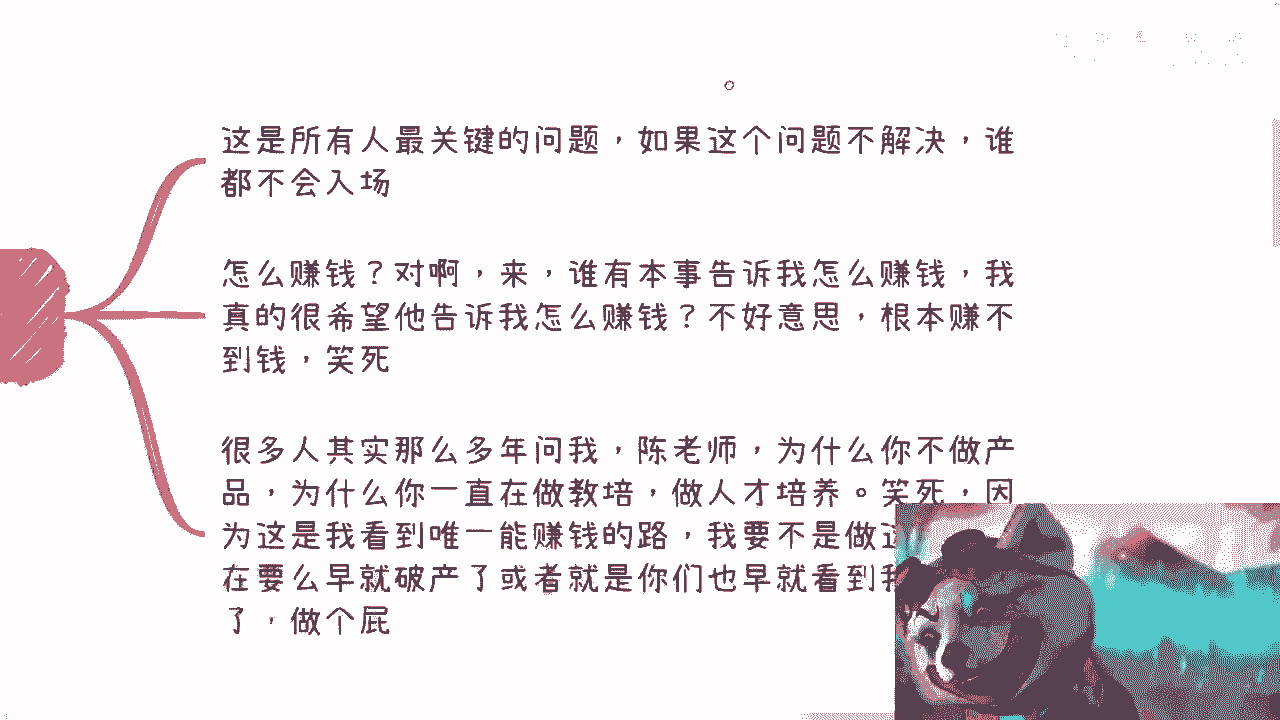 这是所有人最关键的问题，如果这个问题不解决，谁
都不会入场
怎么赚钱？对啊，来，谁有本事告诉我怎么赚钱，我
真的很希望他告诉我怎么赚钱？不好意思，根本赚不
到钱，笑死
很多人其实那么多年问我，陈老师，为什么你不做产
品，为什么你一直在做教培，做人才培养。笑死，因
为这是我看到唯一能赚钱的路，我要不是做这
在要么早就破产了或者就是你们也早就看到我
了，做个屁